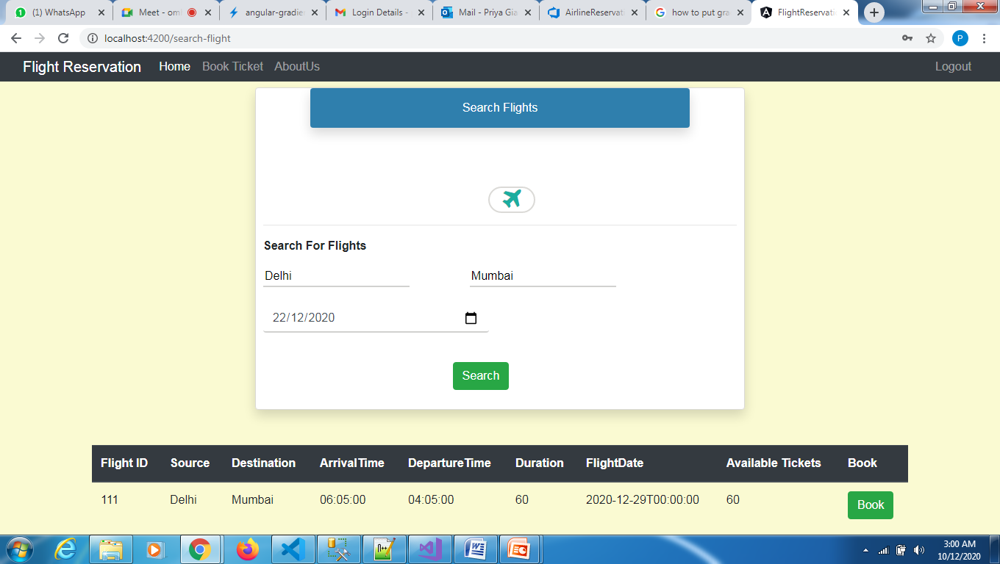 1 (1) WhatsApp Meet - oml angular-gradie Login Details - Mail - Priya Gia AirlineReservati how to put gra FlightReservatio
localhost:4200/search-flight P
Flight Reservation Home Book Ticket AboutUs Logout
Search Flights
Search For Flights
Delhi Mumbai
22/12/2020
Search
Flight ID Source Destination ArrivalTime DepartureTime Duration FlightDate Available Tickets Book
111 Delhi Mumbai 06:05:00 04:05:00 60 2020-12-29T00:00:00 60 Book
3:00 AM
10/12/2020